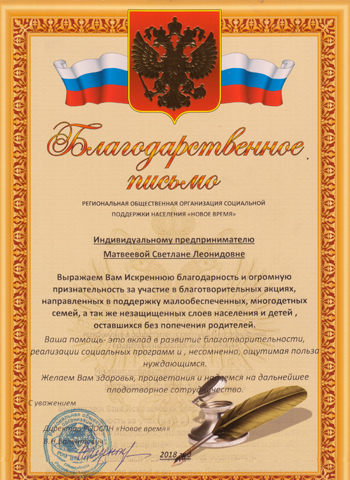 Благодарственное
письмо
РЕГИОНАЛЬНАЯ ОБЩЕСТВЕННАЯ ОРГАНИЗАЦИЯ СОЦИАЛЬНОЙ
ПОДДЕРЖКИ НАСЕЛЕНИЯ «НОВОЕ ВРЕМЯ»
Индивидуальному предпринимателю
Матвеевой Светлане Леонидовне
Выражаем Вам Искреннюю благодарность и огромную
признательность за участие в благотворительных акциях,
направленных в поддержку малообеспеченных, многодетных
семей, а так же незащищенных слоев населения и детей ,
оставшихся без попечения родителей.
Ваша помощь- это вклад в развитие благотворительности,
реализации социальных программ и , несомненно, ощутимая польза
нуждающимся.
Желаем Вам здоровья, процветания и надеемся на дальнейшее
плодотворное сотрудничество.
С уважением
Директор «Новое время»
2018 год